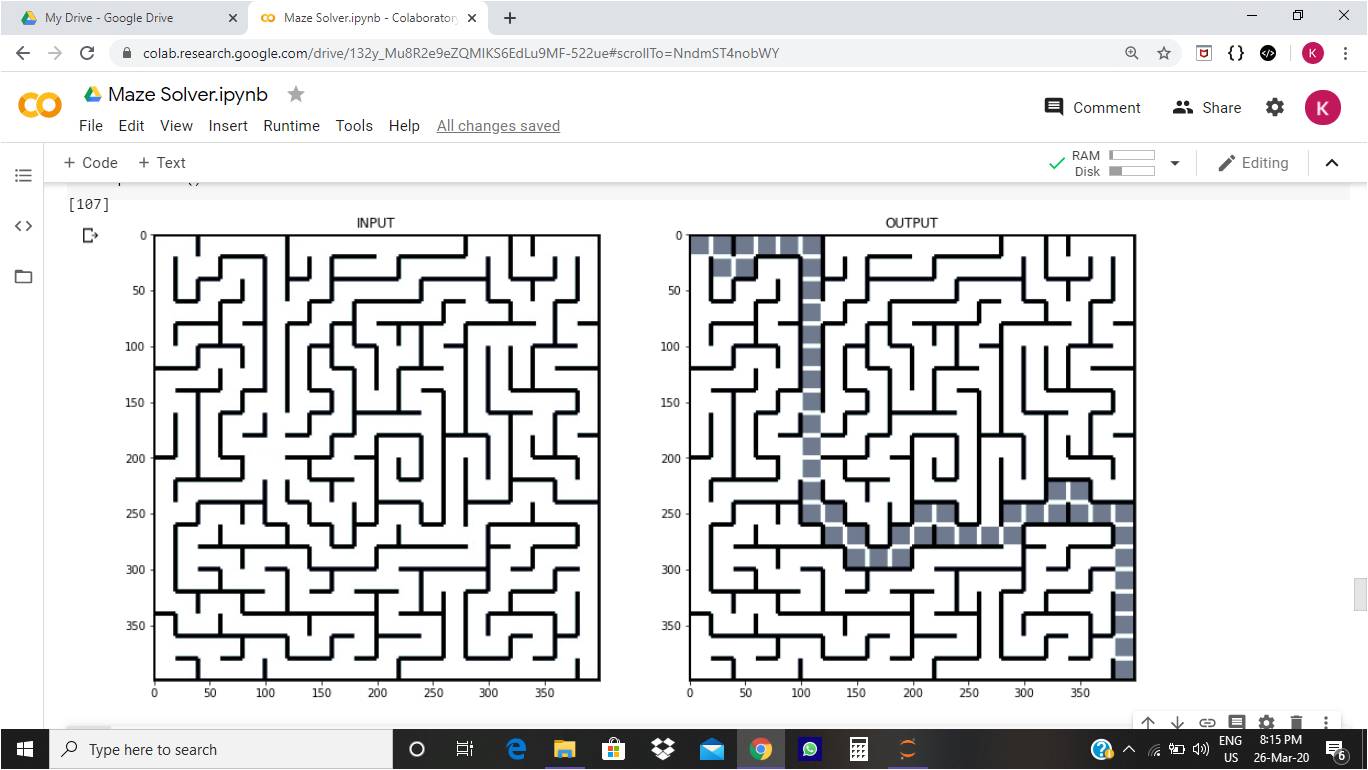 My Drive - Google Drive
Maze Solver.ipynb - Colaboratory
colab.research.google.com/drive/132y_Mu8R2e9eZQMIKS6EdLu9MF-522ue#scrollTo=NndmST4nobWY
K
CO Maze Solver.ipynb
File Edit View Insert Runtime Tools Help All changes saved
Comment Share K
+ Code + Text
RAM
Disk
Editing
[107]
INPUT
0
50
100
150
200
250
300
350
0 50 100 150 200 250 300 350
OUTPUT
0
50
100
150
200
250
300
350
0 50 100 150 200 250 300 350
Type here to search
ENG
US
8:15 PM
26-Mar-20
6